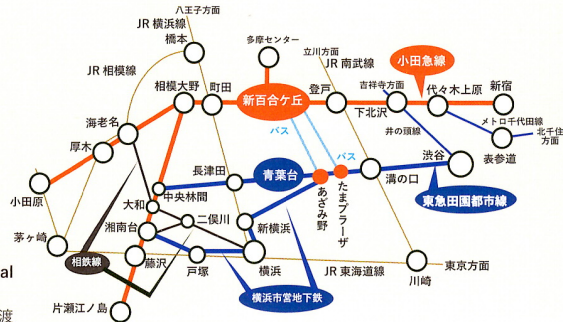 八王子方面
JR 横浜線
橋本
多摩センター
立川方面
JR 南武線
小田急線
JR 相模線
相模大野
町田
新百合ケ丘
登戸
吉祥寺方面
代々木上原
新宿
下北沢
メトロ千代田線
北千住
方面
井の頭線
表参道
海老名
バス
バス
厚木
長津田
青葉台
溝の口
渋谷
小田原
中央林間
あざみ野
たまプラーザ
東急田園都市線
大和
二俣川
新横浜
湘南台
茅ヶ崎
相鉄線
藤沢
戸塚
横浜
JR 東海道線
東京方面
川崎
横浜市営地下鉄
片瀬江ノ島
al
渡